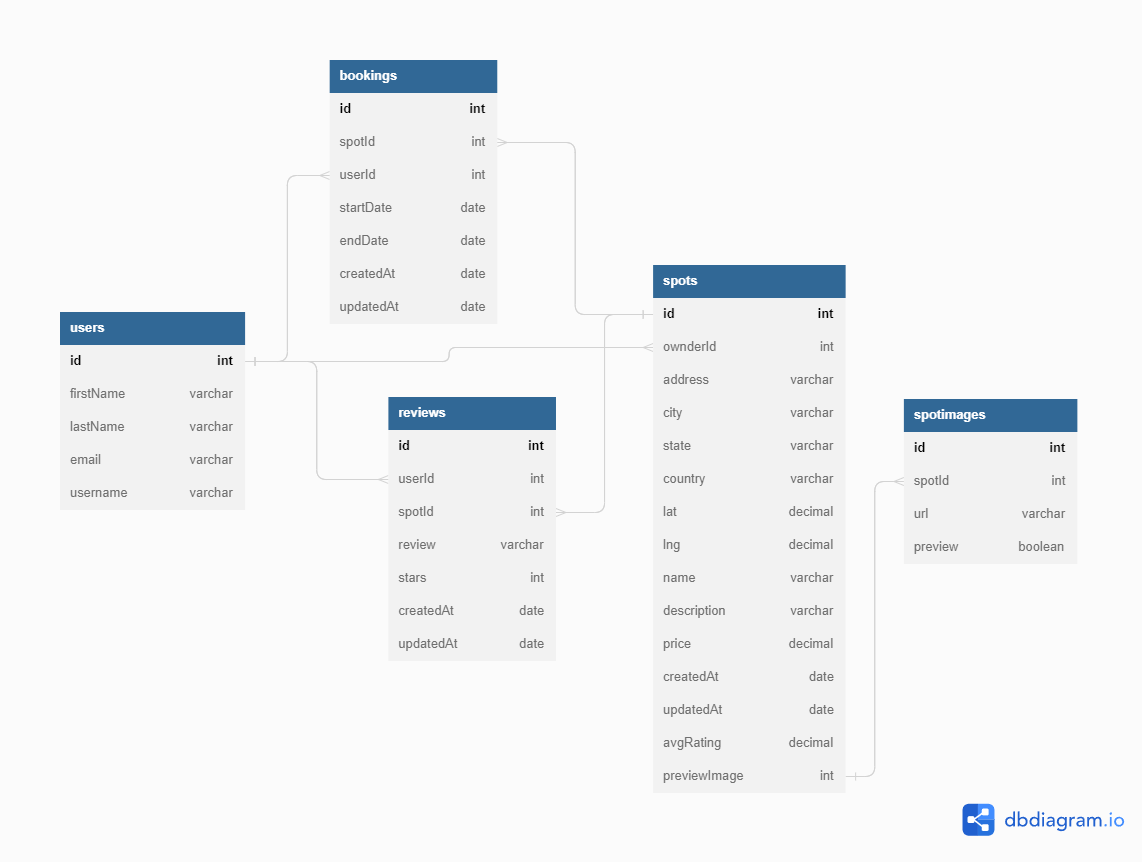 bookings
id int
spotId int
userId int
startDate date
endDate date
createdAt date
updatedAt date
users
id int
firstName varchar
lastName varchar
email varchar
username varchar
reviews
id int
userId int
spotId int
review varchar
stars int
createdAt date
updatedAt date
spots
id int
ownderId int
address varchar
city varchar
state varchar
country varchar
lat decimal
lng decimal
name varchar
description varchar
price decimal
createdAt date
updatedAt date
avgRating decimal
previewImage int
spotimages
id int
spotId int
url varchar
preview boolean
dbdiagram.io